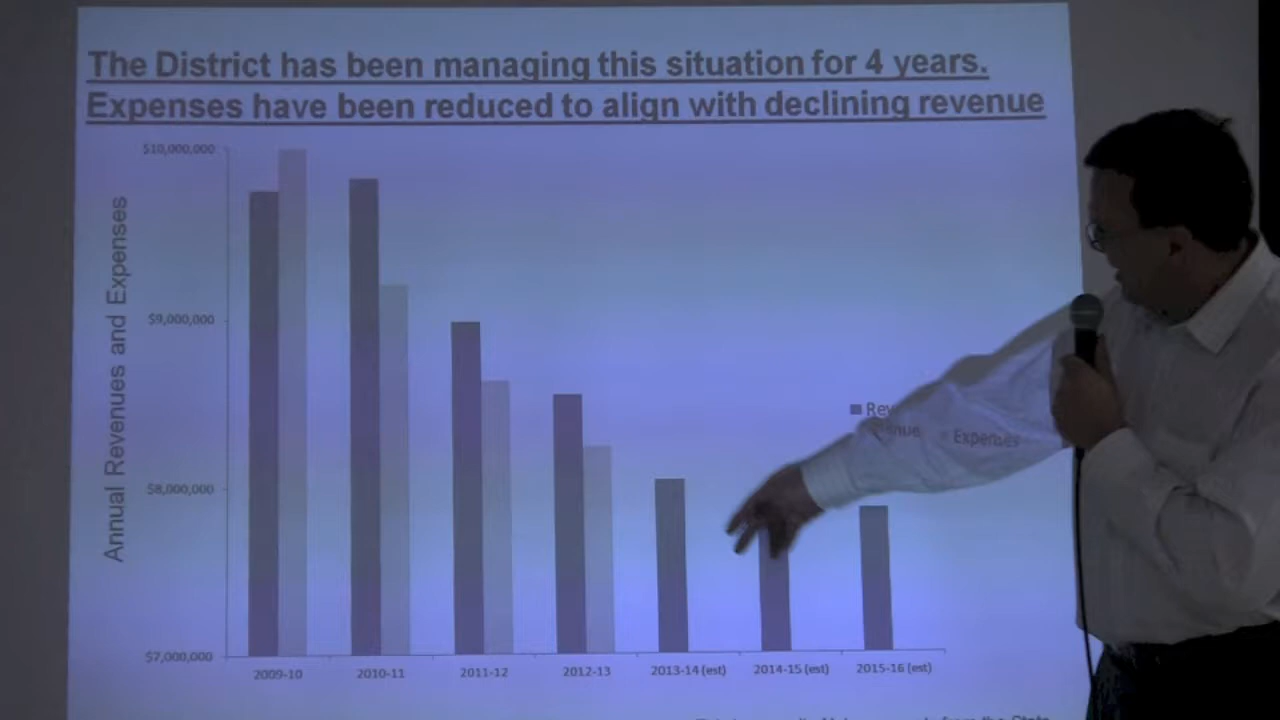 The District has been managing this situation for 4 years.
Expenses have been reduced to align with declining revenue
Annual Revenues and Expenses
$10,000,000
$9,000,000
$8,000,000
$7,000,000
Expenses
2009-10 2010-11 2011-12 2012-13 2013-14 (est) 2014-15 (est) 2015-16 (est)